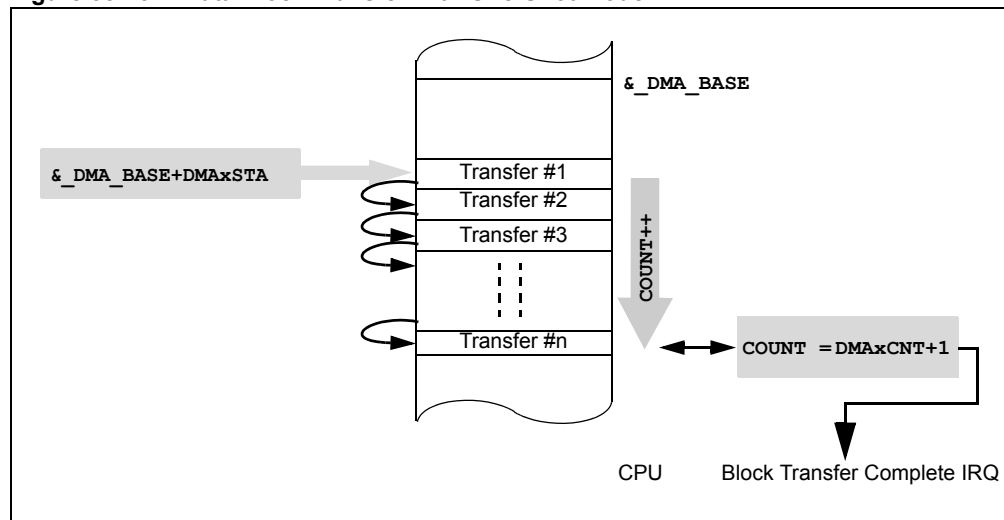 &_DMA_BASE
&_DMA_BASE+DMAxSTA
Transfer #1
Transfer #2
Transfer #3
COUNT++
Transfer #n
COUNT = DMAxCNT+1
CPU
Block Transfer Complete IRQ